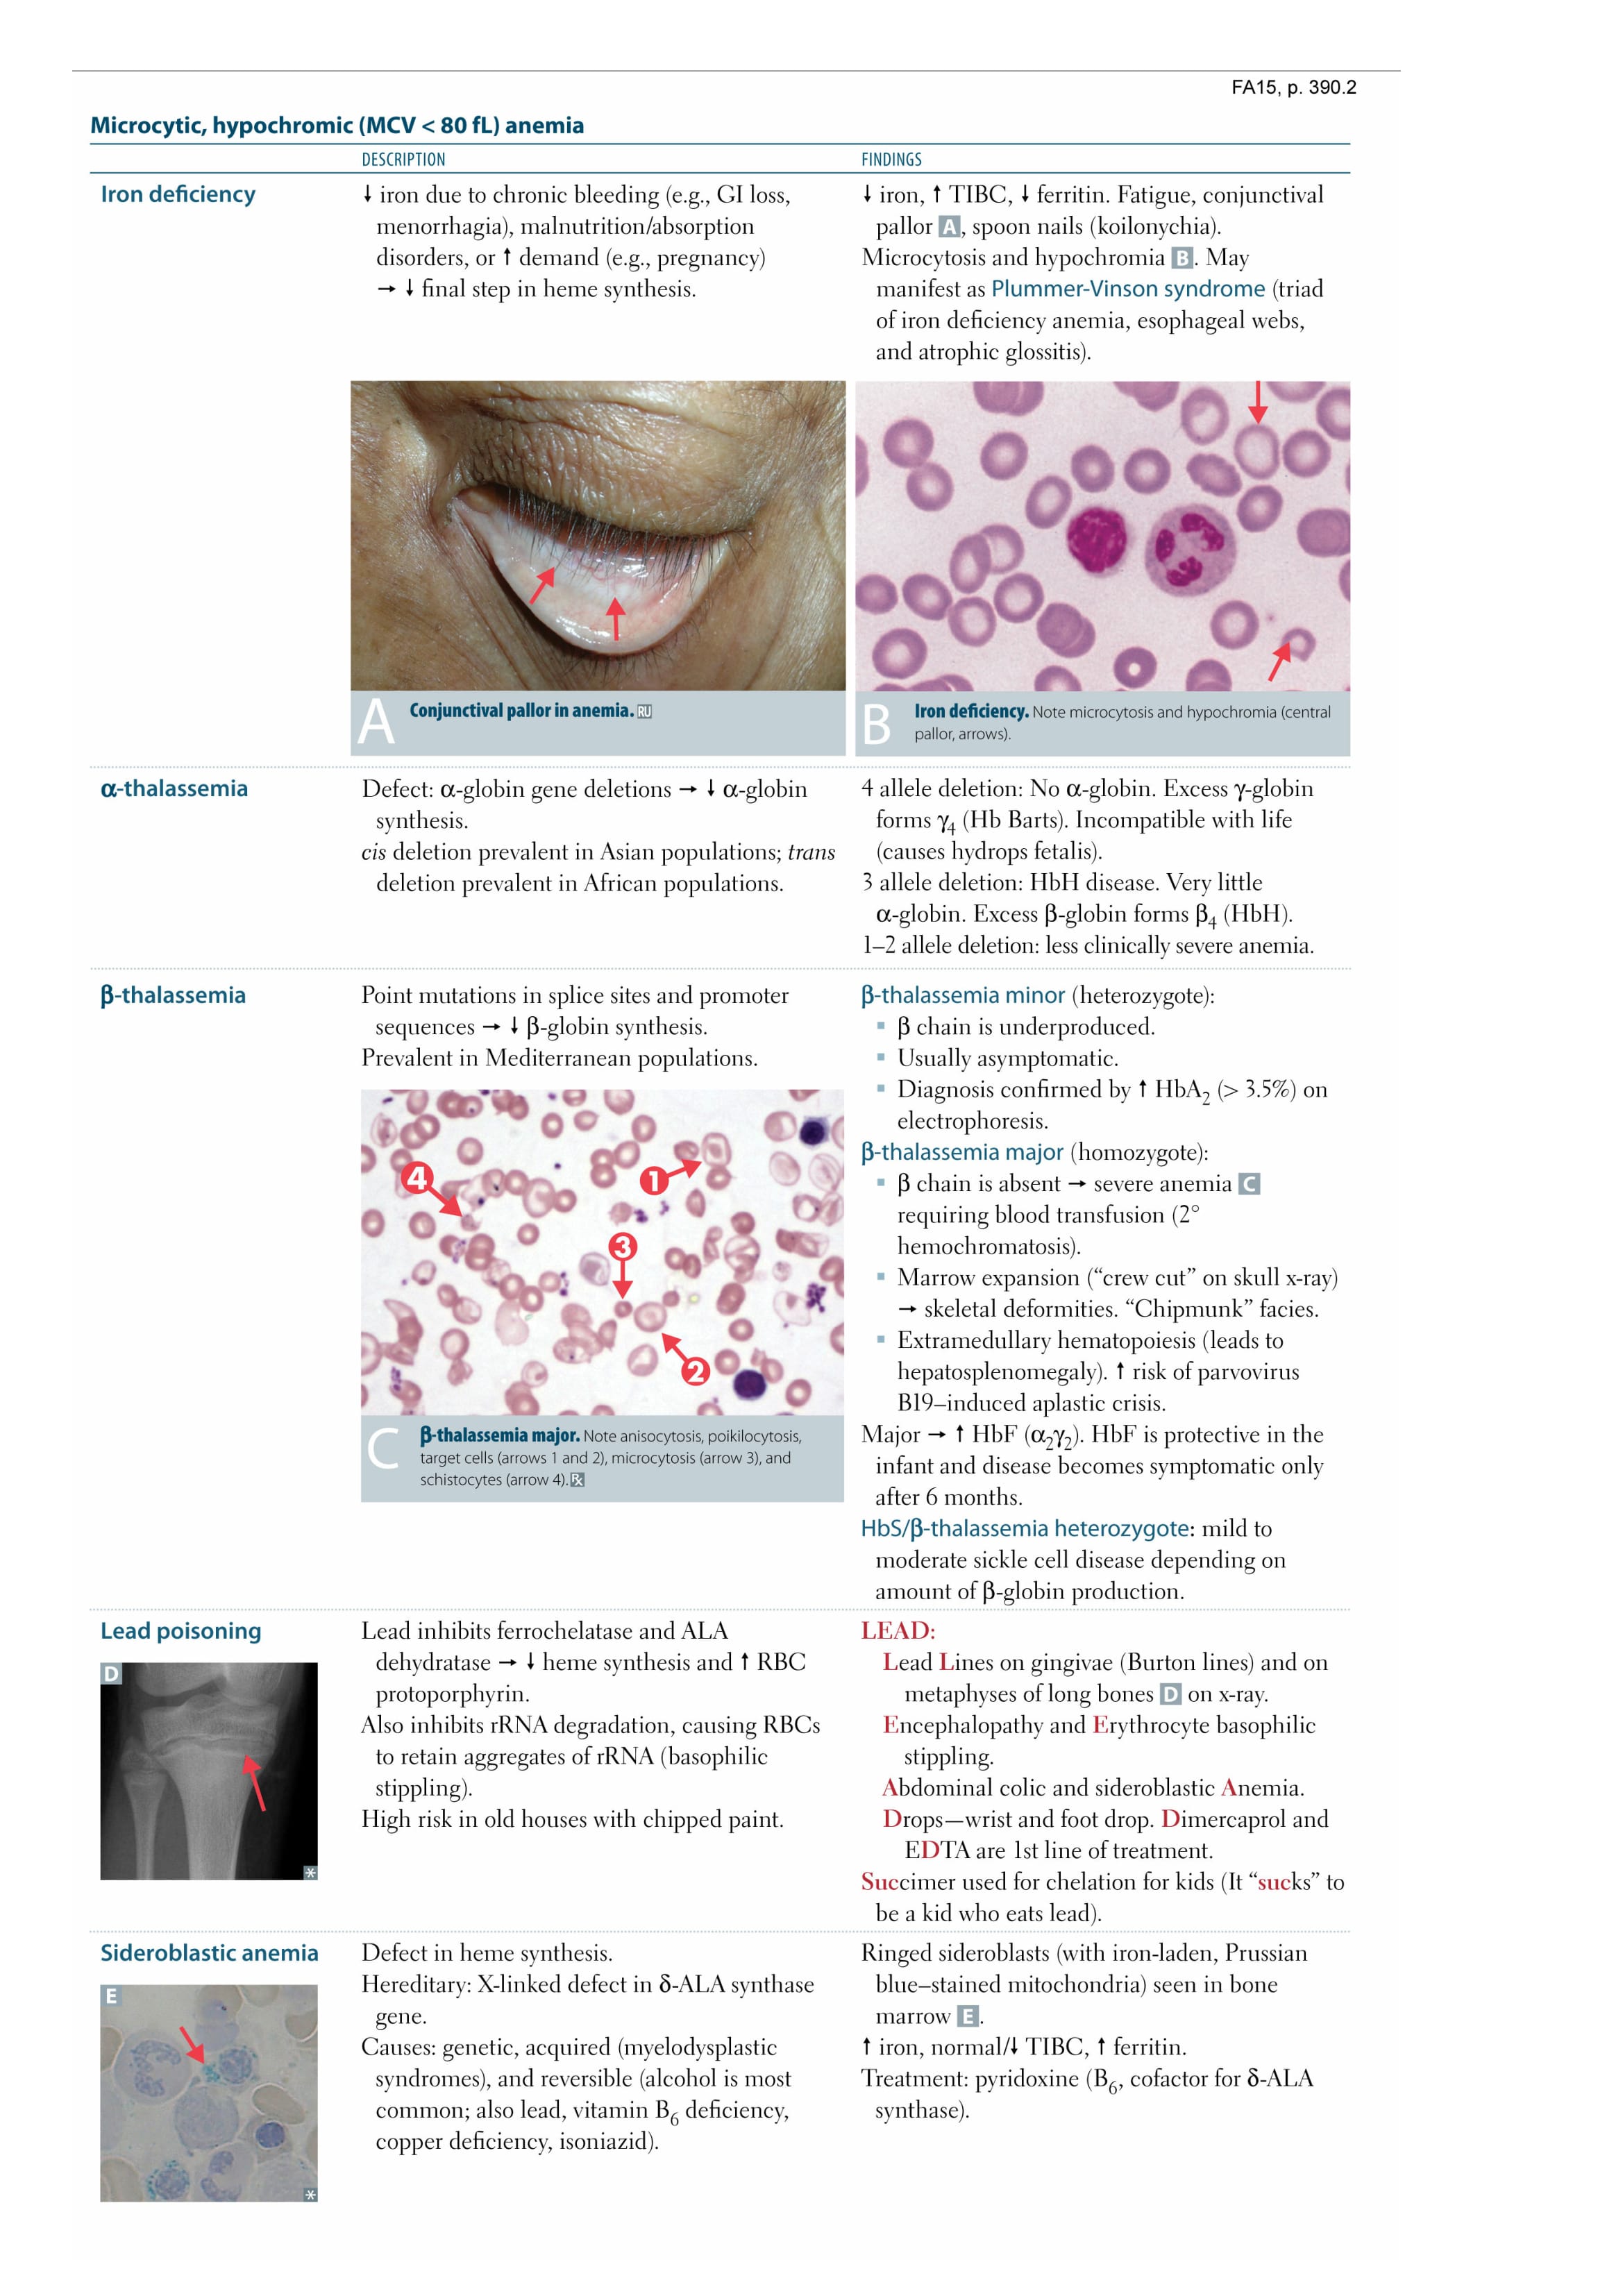 FA15, p. 390.2
Microcytic, hypochromic (MCV < 80 fL) anemia
DESCRIPTION
FINDINGS
Iron deficiency
↓ iron due to chronic bleeding (e.g., GI loss,
menorrhagia), malnutrition/absorption
disorders, or ↑ demand (e.g., pregnancy)
→ ↓ final step in heme synthesis.
↓ iron, ↑ TIBC, ↓ ferritin. Fatigue, conjunctival
pallor A, spoon nails (koilonychia).
Microcytosis and hypochromia B. May
manifest as Plummer-Vinson syndrome (triad
of iron deficiency anemia, esophageal webs,
and atrophic glossitis).
A
Conjunctival pallor in anemia. RU
B
Iron deficiency. Note microcytosis and hypochromia (central
pallor, arrows).
α-thalassemia
Defect: α-globin gene deletions → ↓ α-globin
synthesis.
cis deletion prevalent in Asian populations; trans
deletion prevalent in African populations.
4 allele deletion: No α-globin. Excess γ-globin
forms γ4 (Hb Barts). Incompatible with life
(causes hydrops fetalis).
3 allele deletion: HbH disease. Very little
α-globin. Excess β-globin forms β4 (HbH).
1–2 allele deletion: less clinically severe anemia.
β-thalassemia
Point mutations in splice sites and promoter
sequences → ↓ β-globin synthesis.
Prevalent in Mediterranean populations.
4
1
3
2
C
β-thalassemia major. Note anisocytosis, poikilocytosis,
target cells (arrows 1 and 2), microcytosis (arrow 3), and
schistocytes (arrow 4). Rx
β-thalassemia minor (heterozygote):
▪ β chain is underproduced.
▪ Usually asymptomatic.
▪ Diagnosis confirmed by ↑ HbA2 (> 3.5%) on
electrophoresis.
β-thalassemia major (homozygote):
▪ β chain is absent → severe anemia C
requiring blood transfusion (2°
hemochromatosis).
▪ Marrow expansion (“crew cut” on skull x-ray)
→ skeletal deformities. “Chipmunk” facies.
▪ Extramedullary hematopoiesis (leads to
hepatosplenomegaly). ↑ risk of parvovirus
B19–induced aplastic crisis.
Major → ↑ HbF (α2γ2). HbF is protective in the
infant and disease becomes symptomatic only
after 6 months.
HbS/β-thalassemia heterozygote: mild to
moderate sickle cell disease depending on
amount of β-globin production.
Lead poisoning
D
*
Lead inhibits ferrochelatase and ALA
dehydratase → ↓ heme synthesis and ↑ RBC
protoporphyrin.
Also inhibits rRNA degradation, causing RBCs
to retain aggregates of rRNA (basophilic
stippling).
High risk in old houses with chipped paint.
LEAD:
Lead Lines on gingivae (Burton lines) and on
metaphyses of long bones D on x-ray.
Encephalopathy and Erythrocyte basophilic
stippling.
Abdominal colic and sideroblastic Anemia.
Drops—wrist and foot drop. Dimercaprol and
EDTA are 1st line of treatment.
Succimer used for chelation for kids (It “sucks” to
be a kid who eats lead).
Sideroblastic anemia
E
*
Defect in heme synthesis.
Hereditary: X-linked defect in δ-ALA synthase
gene.
Causes: genetic, acquired (myelodysplastic
syndromes), and reversible (alcohol is most
common; also lead, vitamin B6 deficiency,
copper deficiency, isoniazid).
Ringed sideroblasts (with iron-laden, Prussian
blue–stained mitochondria) seen in bone
marrow E.
↑ iron, normal/↓ TIBC, ↑ ferritin.
Treatment: pyridoxine (B6, cofactor for δ-ALA
synthase).